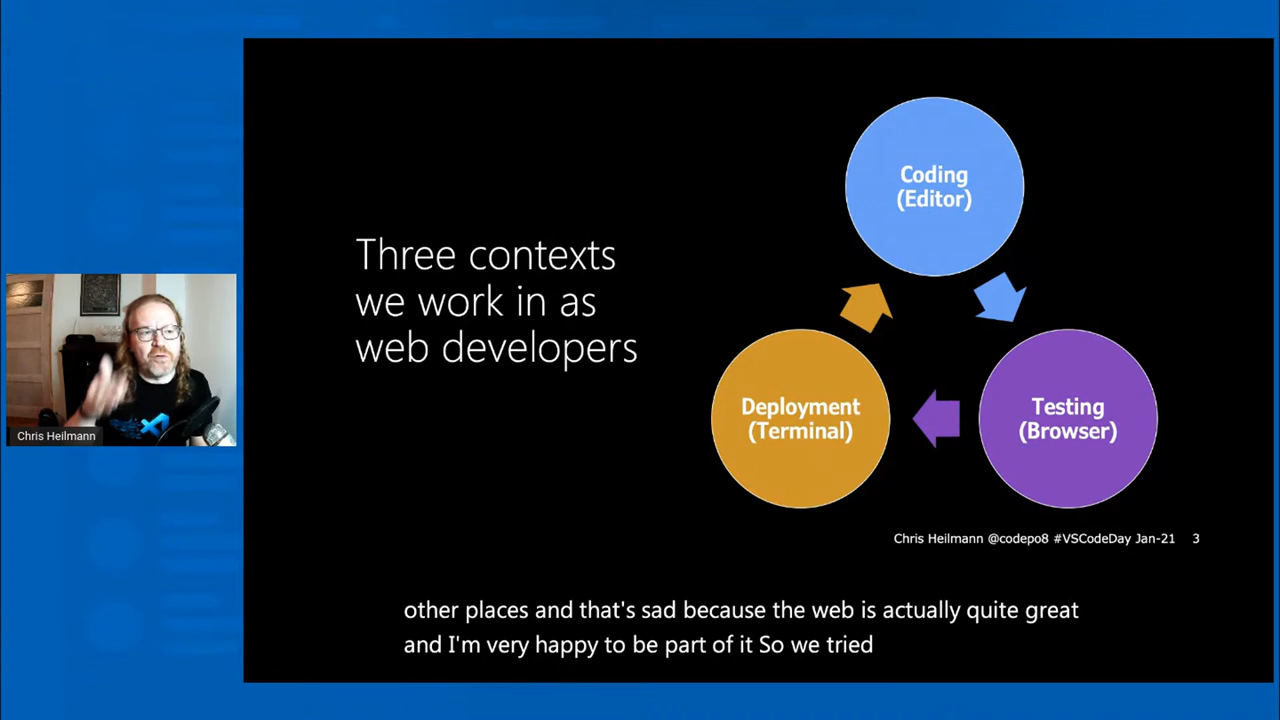 Three contexts
we work in as
web developers
Coding
(Editor)
Testing
(Browser)
Deployment
(Terminal)
Chris Heilmann
Chris Heilmann @codepo8 #VSCodeDay Jan-21 3
other places and that's sad because the web is actually quite great
and I'm very happy to be part of it So we tried